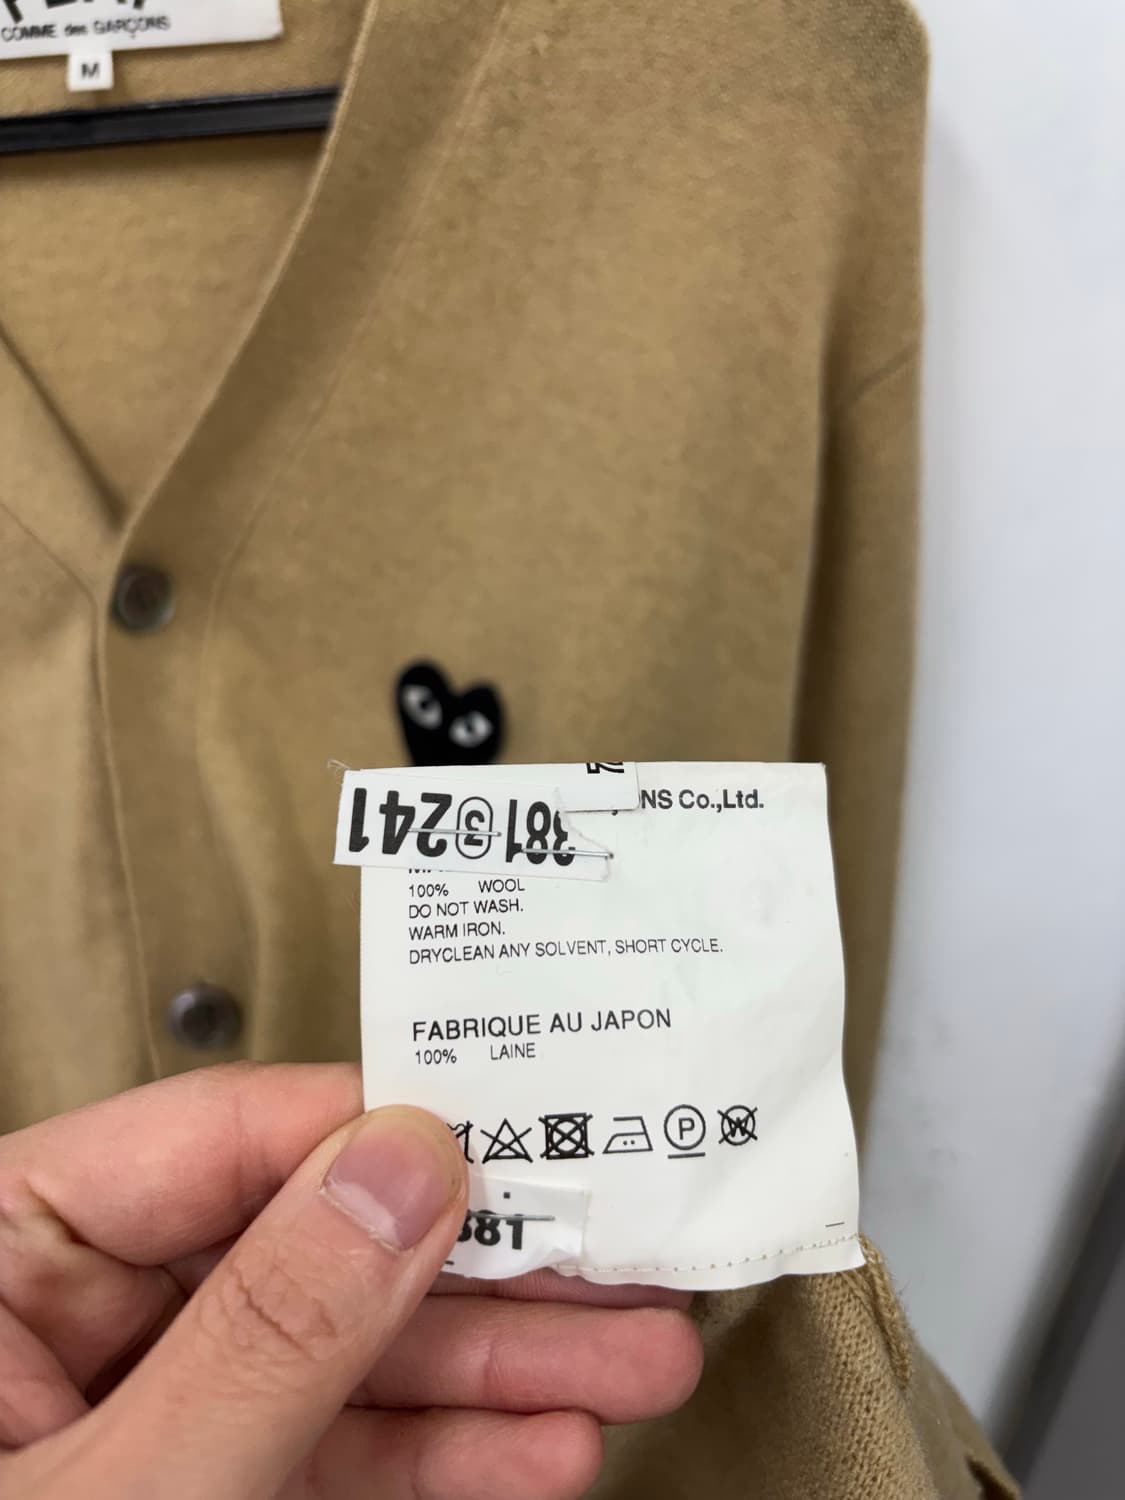 COMME des GARÇONS
M
241 3 381
NS Co.,Ltd.
100% WOOL
DO NOT WASH.
WARM IRON.
DRYCLEAN ANY SOLVENT, SHORT CYCLE.
FABRIQUE AU JAPON
100% LAINE
P
W
381